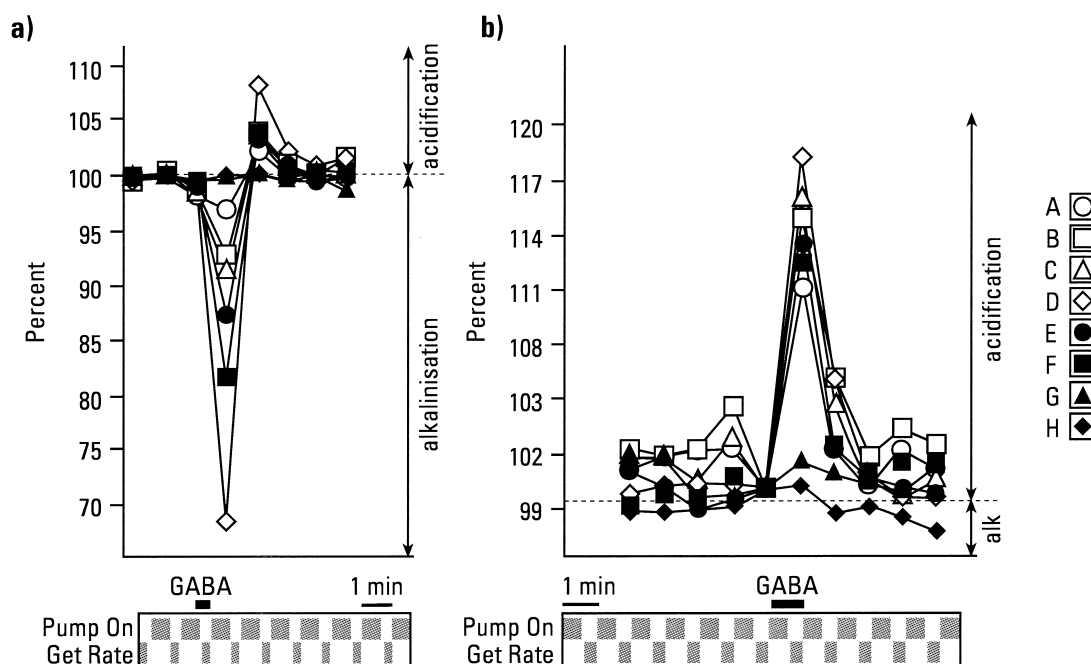 a)
110
105
100
95
90
85
80
75
70
Percent
acidification
alkalinisation
GABA
1 min
Pump On
Get Rate
b)
120
117
114
111
108
103
102
99
Percent
acidification
alk
1 min
GABA
Pump On
Get Rate
A
B
C
D
E
F
G
H